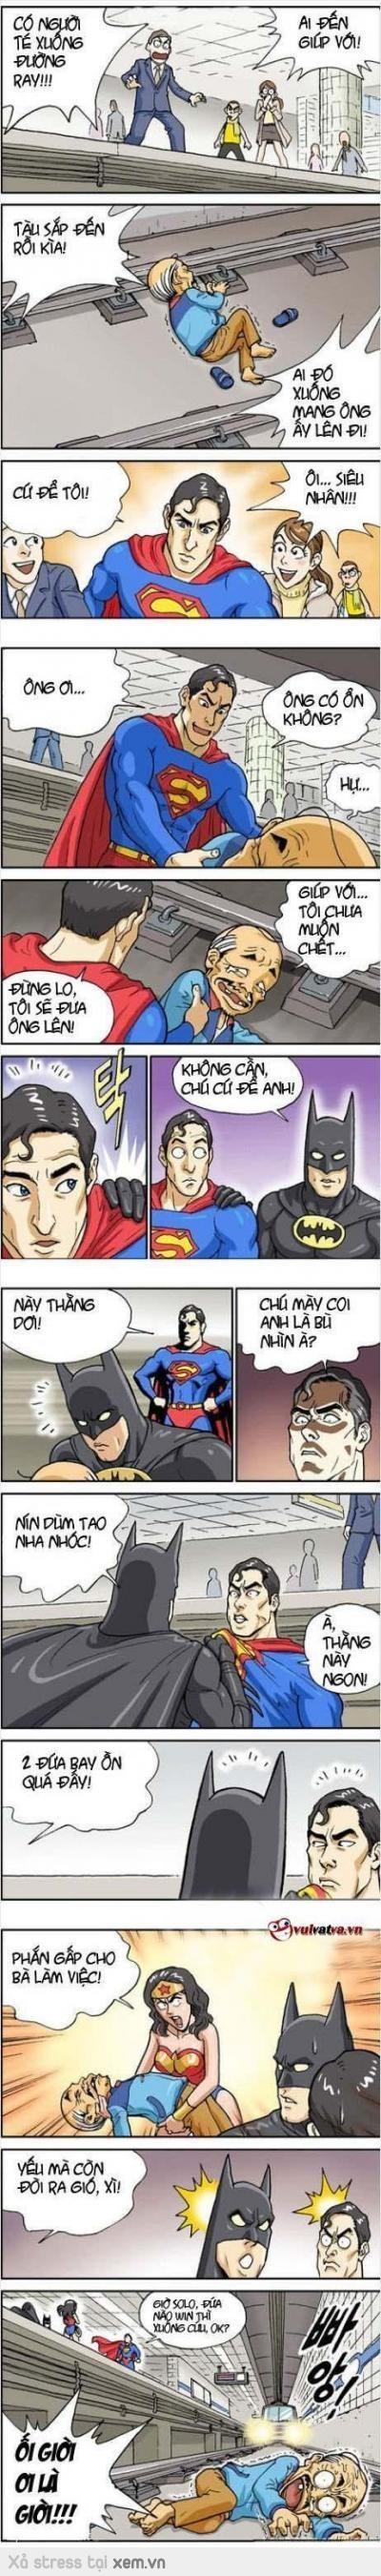 CÓ NGƯỜI
TÉ XUỐNG
ĐƯỜNG
RAY!!!
AI ĐẾN
GIÚP VỚI!
TÀU SẮP ĐẾN
RỒI KÌA!
AI ĐÓ
XUỐNG
MANG ÔNG
ẤY LÊN ĐI!
CỨ ĐỂ TÔI!
ÔI... SIÊU
NHÂN!!!
ÔNG ƠI...
ÔNG CÓ ỔN
KHÔNG?
HỰ...
GIÚP VỚI...
TÔI CHƯA
MUỐN
CHẾT...
ĐỪNG LO,
TÔI SẼ ĐƯA
ÔNG LÊN!
탁
KHÔNG CẦN,
CHÚ CỨ ĐỂ ANH!
NÀY THẰNG
DƠI!
CHÚ MÀY COI
ANH LÀ BÙ
NHÌN À?
NÍN DÙM TAO
NHA NHÓC!
À,
THẰNG
NÀY
NGON!
2 ĐỨA BAY ỒN
QUÁ ĐẤY!
vuivatva.vn
PHẮN GẤP CHO
BÀ LÀM VIỆC!
YẾU MÀ CÒN
ĐÒI RA GIÓ, XÌ!
GIỜ SOLO, ĐỨA
NÀO WIN THÌ
XUỐNG CỨU, OK?
빠앙!
ỐI GIỜI
ƠI LÀ
GIỜI!!!
Xả stress tại xem.vn